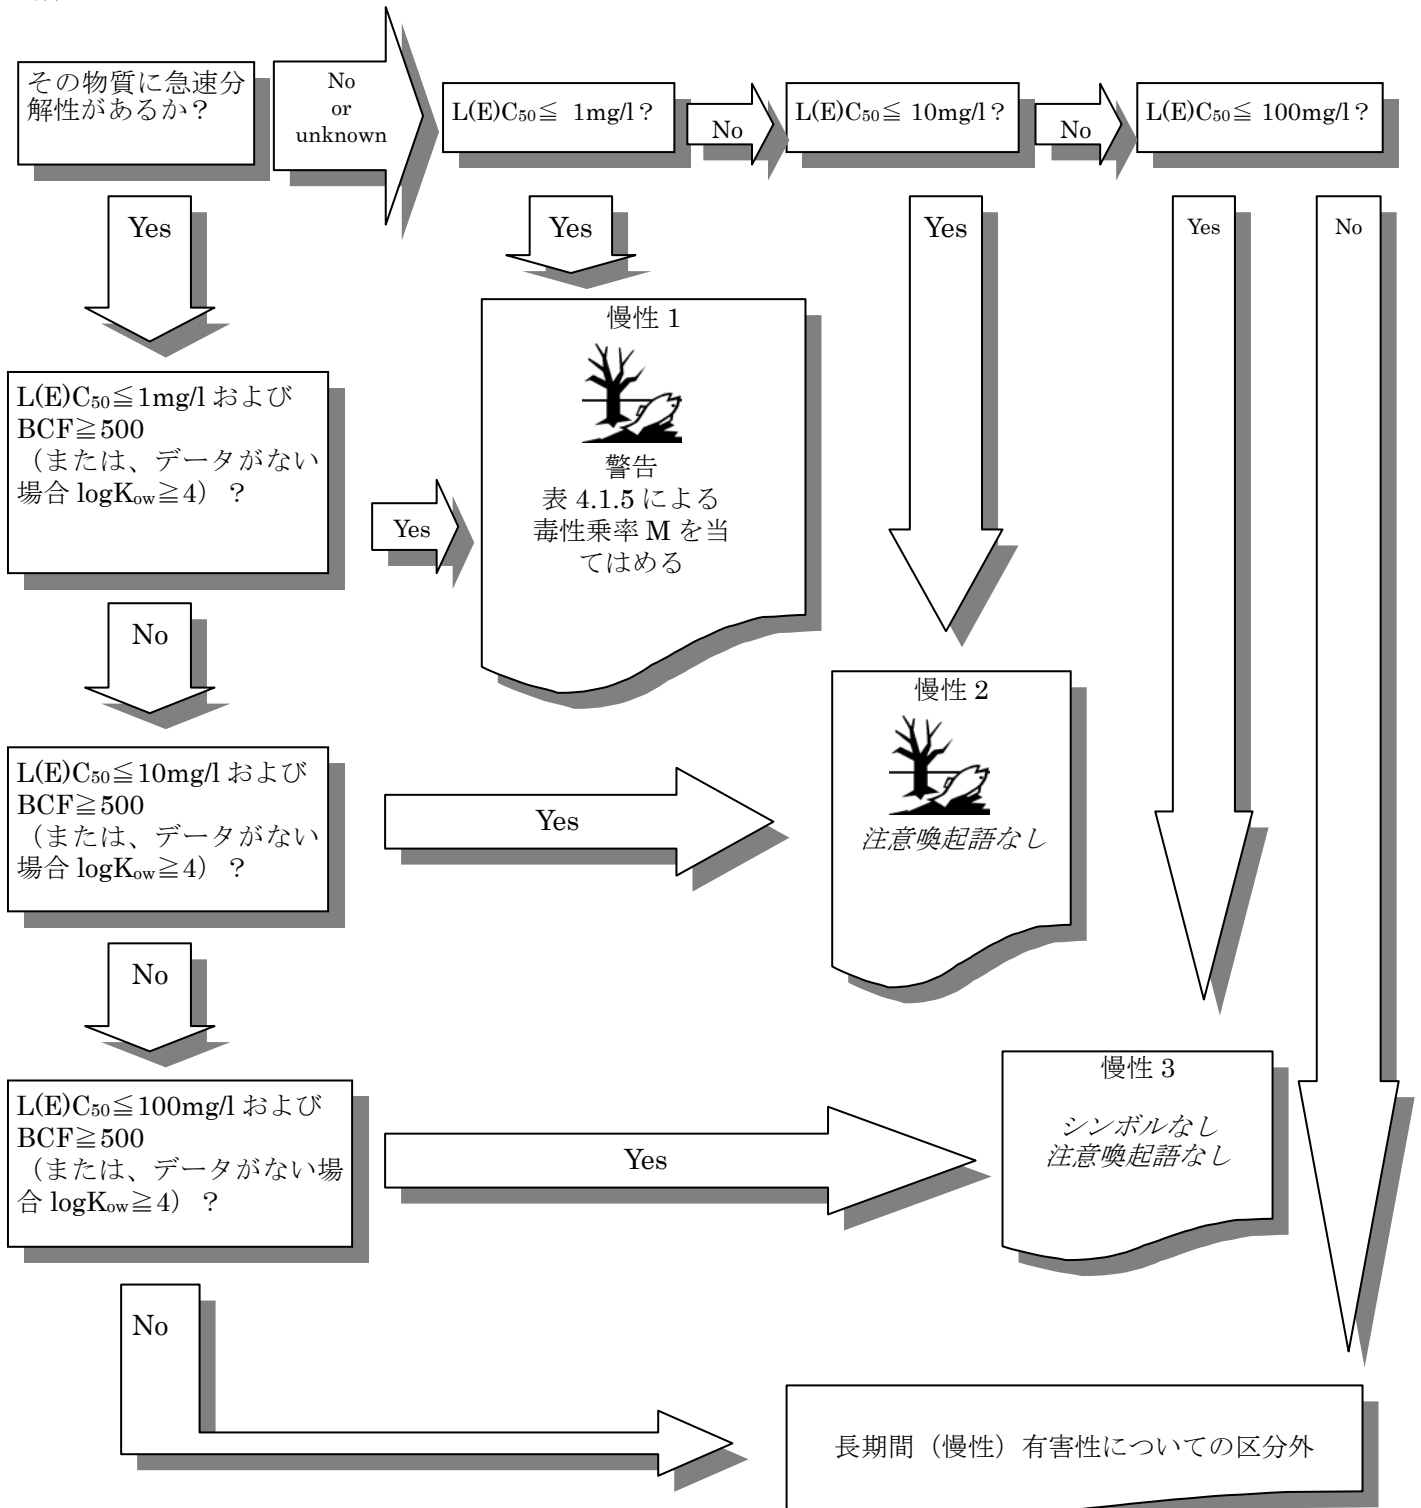 その物質に急速分
解性があるか？
No
or
unknown
L(E)C₅₀≦ 1mg/l？
No
L(E)C₅₀≦ 10mg/l？
No
L(E)C₅₀≦ 100mg/l？
Yes
Yes
Yes
Yes
No
慢性 1
警告
表 4.1.5 による
毒性乗率 M を当
てはめる
L(E)C₅₀≦1mg/l および
BCF≧500
（または、データがない
場合 logKow≧4）？
Yes
No
慢性 2
注意喚起語なし
L(E)C₅₀≦10mg/l および
BCF≧500
（または、データがない
場合 logKow≧4）？
Yes
No
慢性 3
シンボルなし
注意喚起語なし
L(E)C₅₀≦100mg/l および
BCF≧500
（または、データがない場
合 logKow≧4）？
Yes
No
長期間（慢性）有害性についての区分外